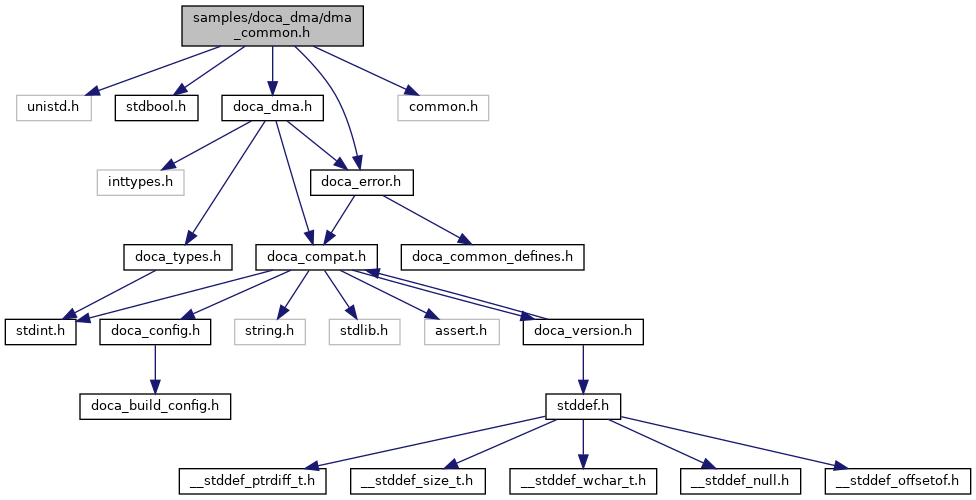 samples/doca_dma/dma
_common.h
unistd.h
stdbool.h
doca_dma.h
common.h
inttypes.h
doca_error.h
doca_types.h
doca_compat.h
doca_common_defines.h
stdint.h
doca_config.h
string.h
stdlib.h
assert.h
doca_version.h
doca_build_config.h
stddef.h
__stddef_ptrdiff_t.h
__stddef_size_t.h
__stddef_wchar_t.h
__stddef_null.h
__stddef_offsetof.h